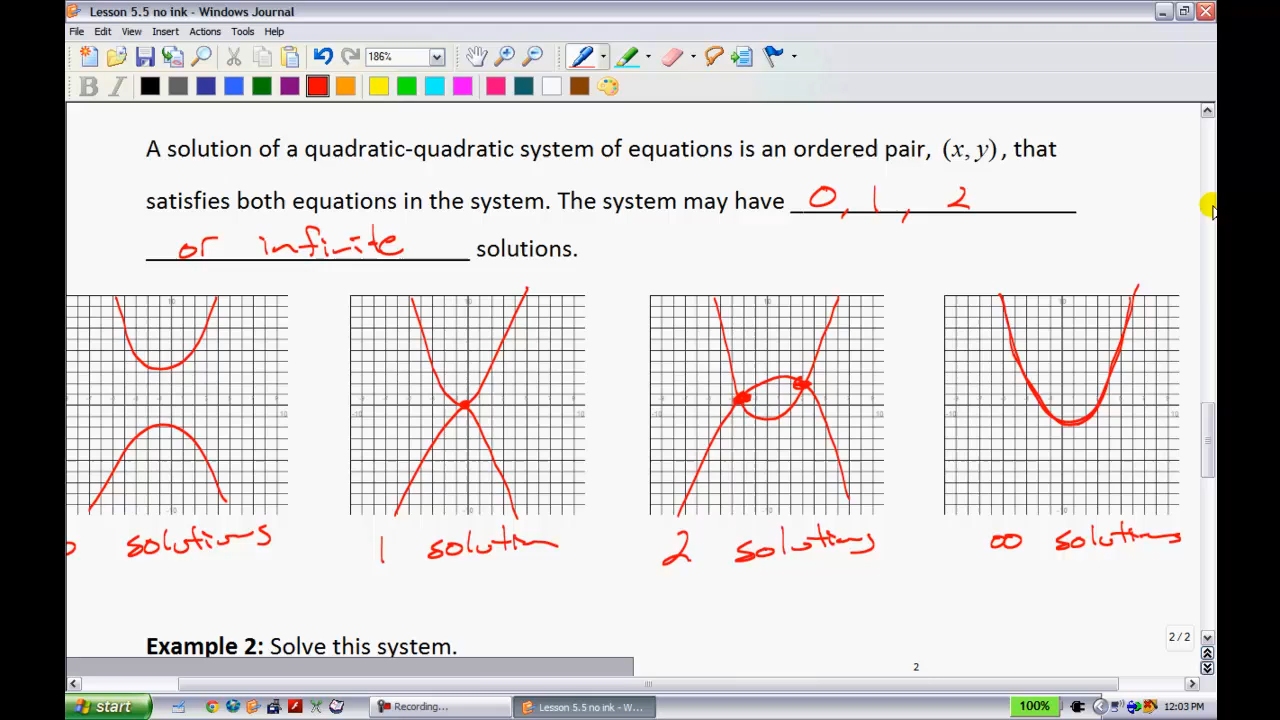 Lesson 5.5 no ink - Windows Journal
File Edit View Insert Actions Tools Help
186%
B I
A solution of a quadratic-quadratic system of equations is an ordered pair, (x, y), that
satisfies both equations in the system. The system may have 0, 1, 2
or infinite solutions.
solutions 1 solution 2 solutions ∞ solutions
Example 2: Solve this system.
2/2
2
start Recording... Lesson 5.5 no ink - W... 100% 12:03 PM